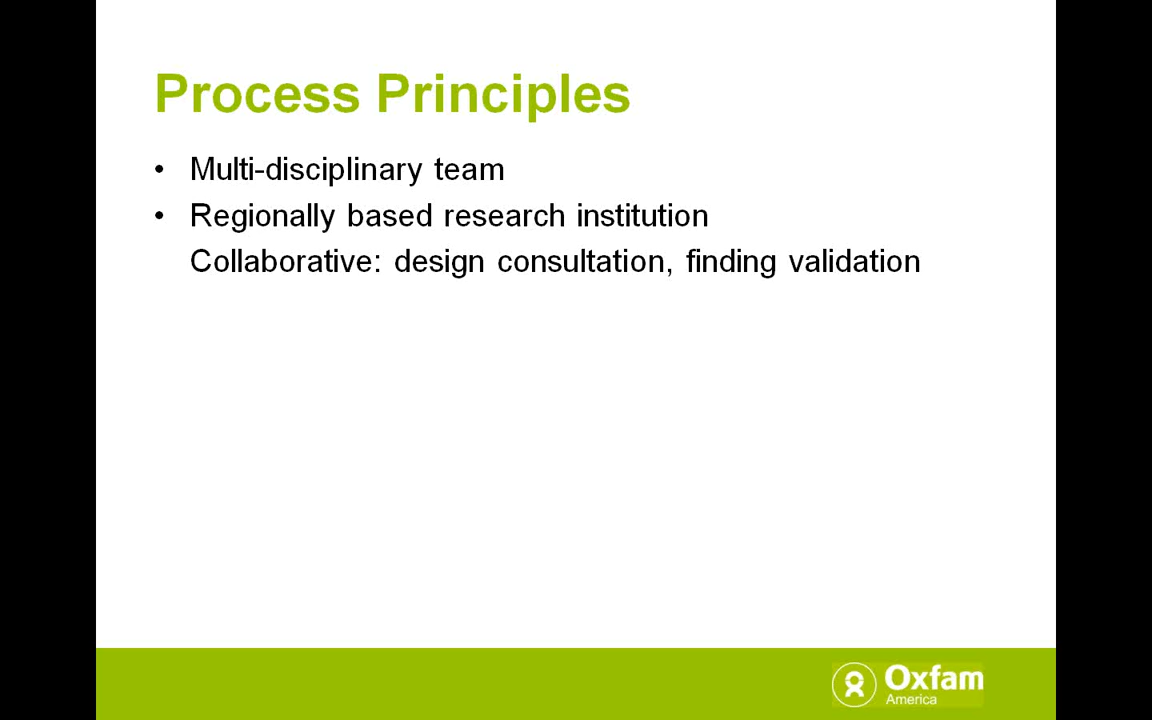 Process Principles
• Multi-disciplinary team
• Regionally based research institution
Collaborative: design consultation, finding validation
Oxfam
America